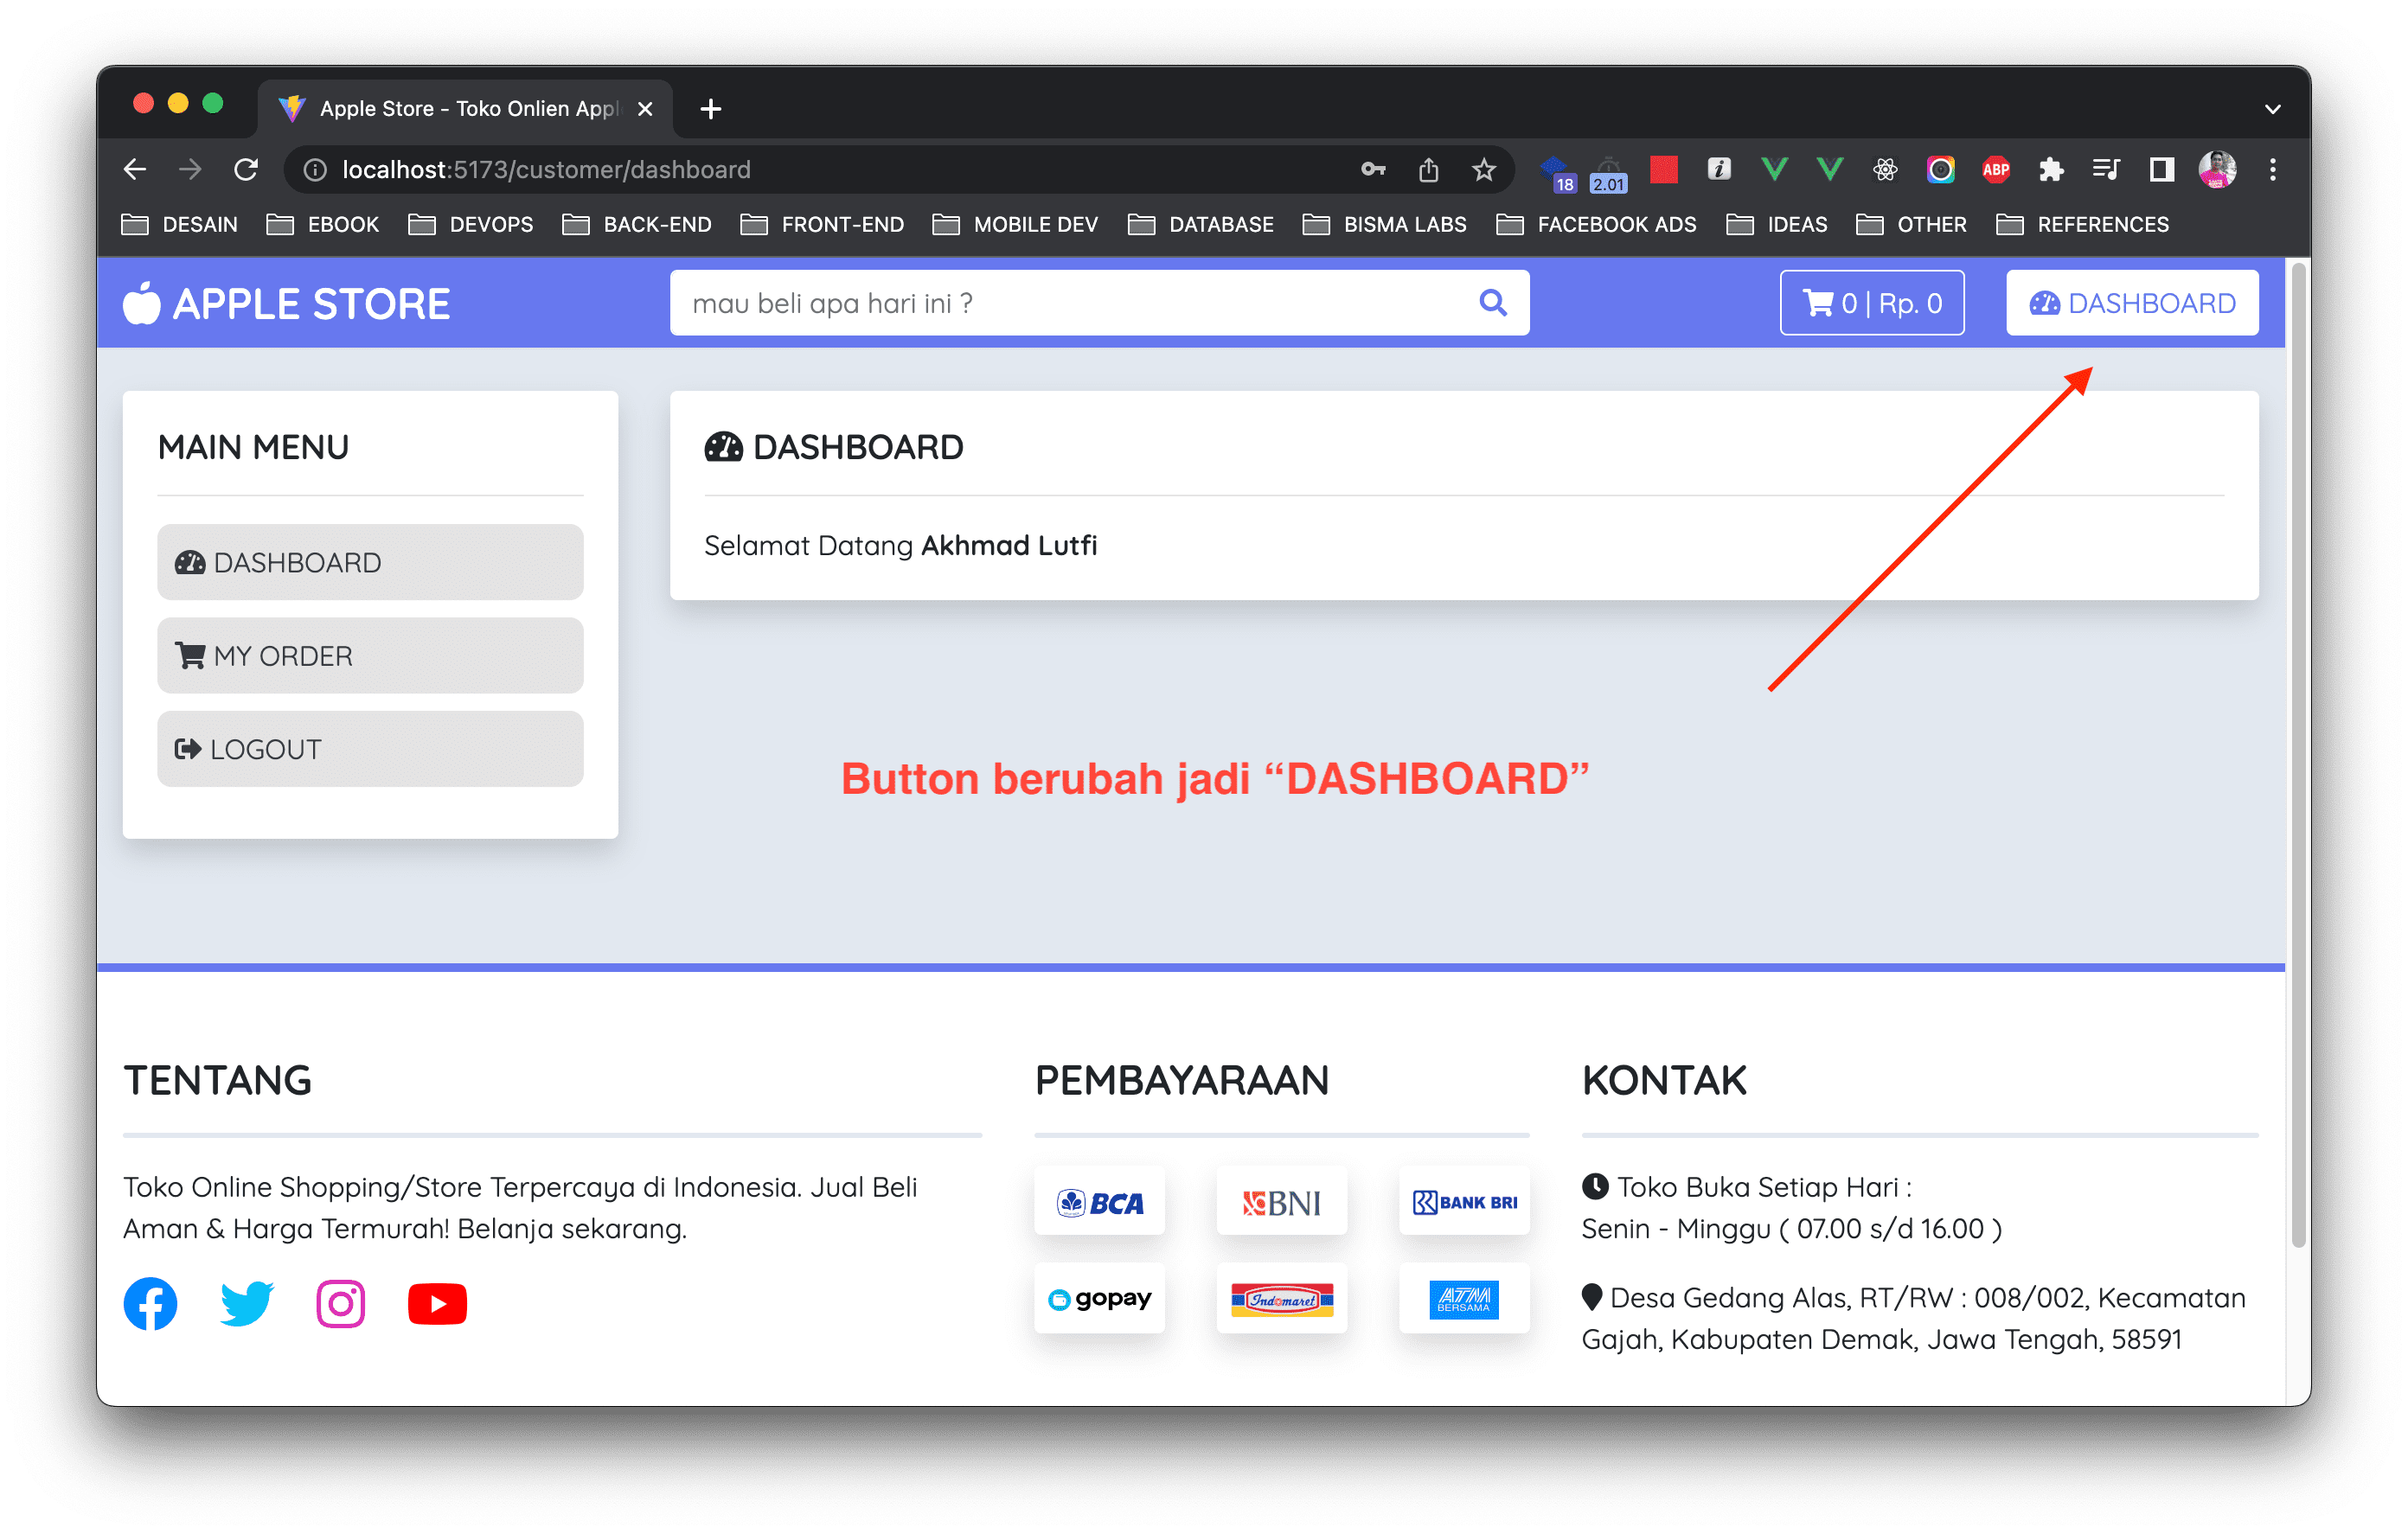 Apple Store - Toko Onlien Appl
localhost:5173/customer/dashboard
18
2.01
ABP
DESAIN
EBOOK
DEVOPS
BACK-END
FRONT-END
MOBILE DEV
DATABASE
BISMA LABS
FACEBOOK ADS
IDEAS
OTHER
REFERENCES
APPLE STORE
mau beli apa hari ini ?
0 | Rp. 0
DASHBOARD
MAIN MENU
DASHBOARD
MY ORDER
LOGOUT
DASHBOARD
Selamat Datang Akhmad Lutfi
Button berubah jadi “DASHBOARD”
TENTANG
Toko Online Shopping/Store Terpercaya di Indonesia. Jual Beli
Aman & Harga Termurah! Belanja sekarang.
PEMBAYARAAN
BCA
BNI
BANK BRI
gopay
Indomaret
ATM
BERSAMA
KONTAK
Toko Buka Setiap Hari :
Senin - Minggu ( 07.00 s/d 16.00 )
Desa Gedang Alas, RT/RW : 008/002, Kecamatan
Gajah, Kabupaten Demak, Jawa Tengah, 58591